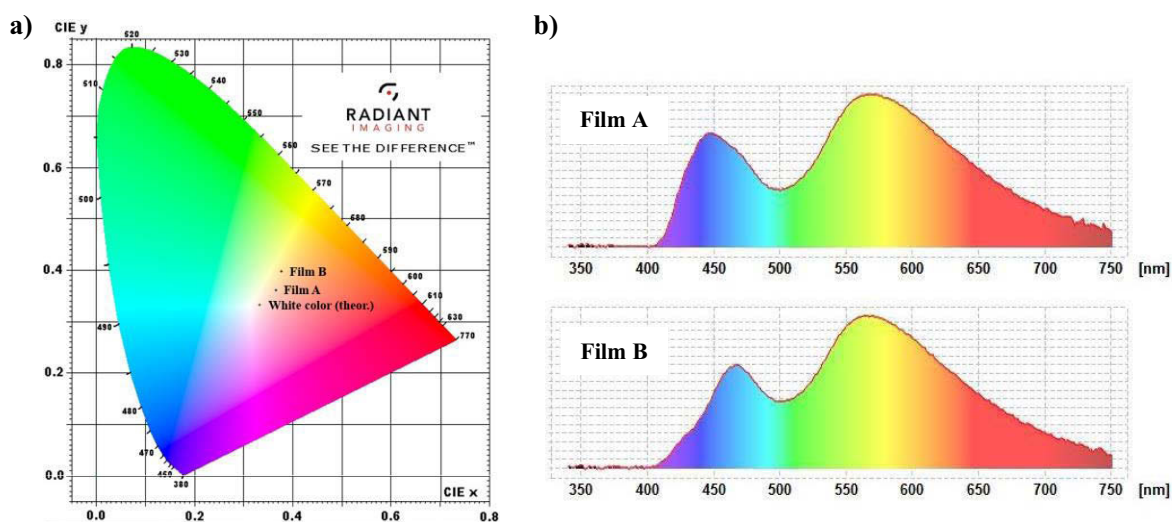 a)
CIE y
520
530
540
510
550
560
570
500
580
590
600
610
630
770
490
480
470
460
380
0.8
0.6
0.4
0.2
0.0
RADIANT
IMAGING
SEE THE DIFFERENCE™
Film B
Film A
White color (theor.)
CIE x
0.0 0.2 0.4 0.6 0.8
b)
Film A
350 400 450 500 550 600 650 700 750 [nm]
Film B
350 400 450 500 550 600 650 700 750 [nm]